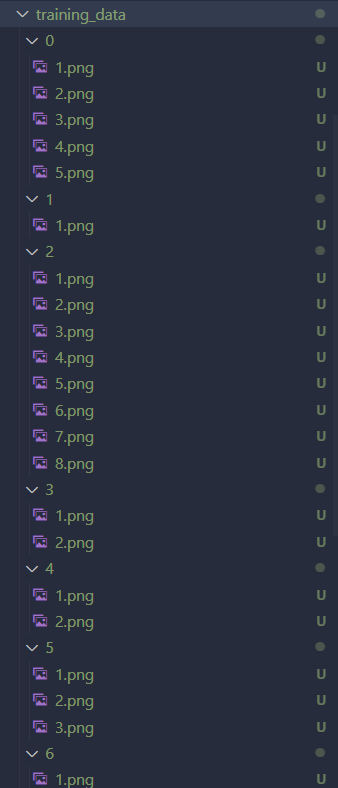 training_data
0
1.png U
2.png U
3.png U
4.png U
5.png U
1
1.png U
2
1.png U
2.png U
3.png U
4.png U
5.png U
6.png U
7.png U
8.png U
3
1.png U
2.png U
4
1.png U
2.png U
5
1.png U
2.png U
3.png U
6
1.png U